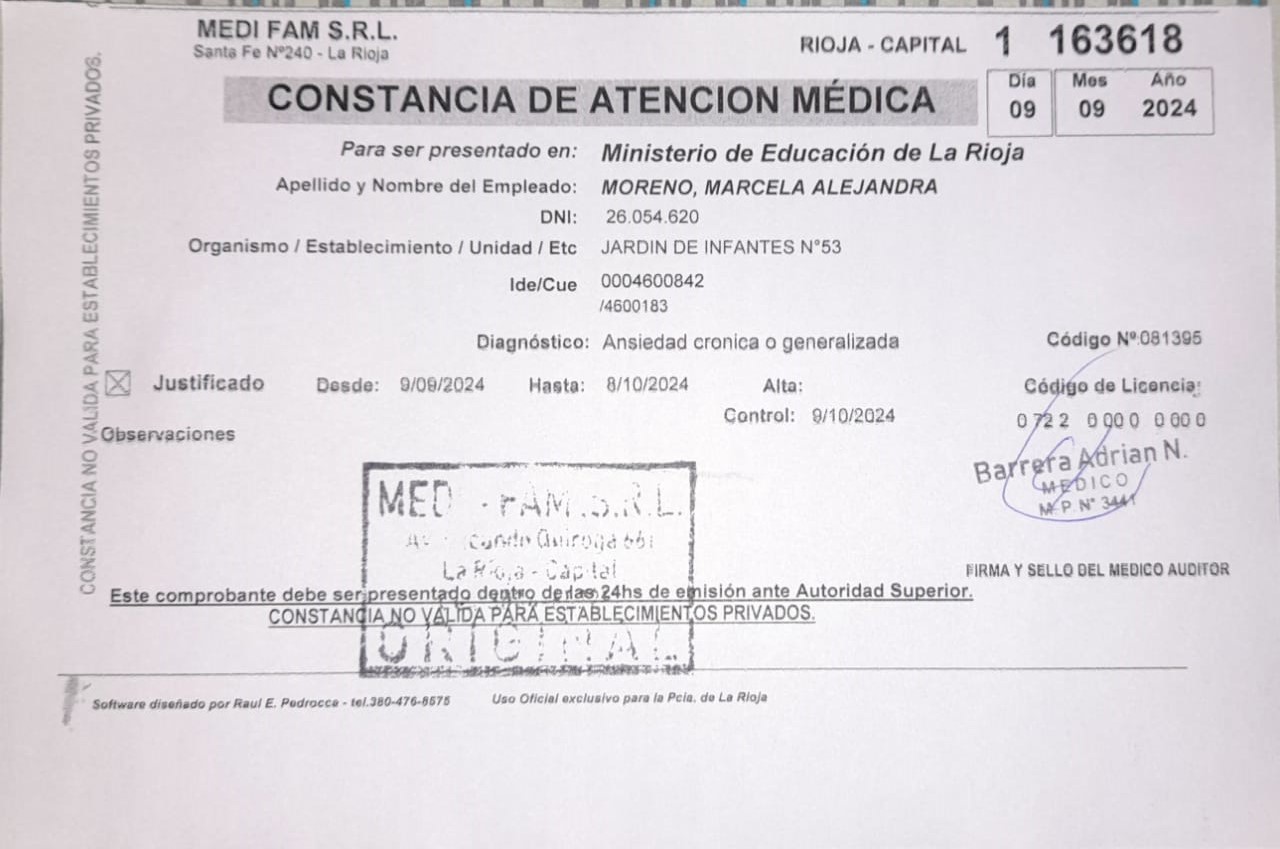 MEDI FAM S.R.L.
Santa Fe Nº240 - La Rioja
RIOJA - CAPITAL 1 163618
CONSTANCIA DE ATENCION MÉDICA
Día Mes Año
09 09 2024
Para ser presentado en: Ministerio de Educación de La Rioja
Apellido y Nombre del Empleado: MORENO, MARCELA ALEJANDRA
DNI: 26.054.620
Organismo / Establecimiento / Unidad / Etc JARDIN DE INFANTES N°53
Ide/Cue 0004600842
/4600183
Diagnóstico: Ansiedad cronica o generalizada Código Nº:081395
Justificado Desde: 9/09/2024 Hasta: 8/10/2024 Alta: Código de Licencia:
Control: 9/10/2024 0722 0000 0000
Observaciones
Barrera Adrian N.
MEDICO
M.P. N° 3441
MEDI - FAM S.R.L.
Quiroga 661
La Rioja - Capital
ORIGINAL
FIRMA Y SELLO DEL MEDICO AUDITOR
Este comprobante debe ser presentado dentro de las 24hs de emisión ante Autoridad Superior.
CONSTANCIA NO VÁLIDA PARA ESTABLECIMIENTOS PRIVADOS.
Software diseñado por Raul E. Pedrocca - tel.380-476-8575 Uso Oficial exclusivo para la Pcia. de La Rioja
CONSTANCIA NO VALIDA PARA ESTABLECIMIENTOS PRIVADOS.